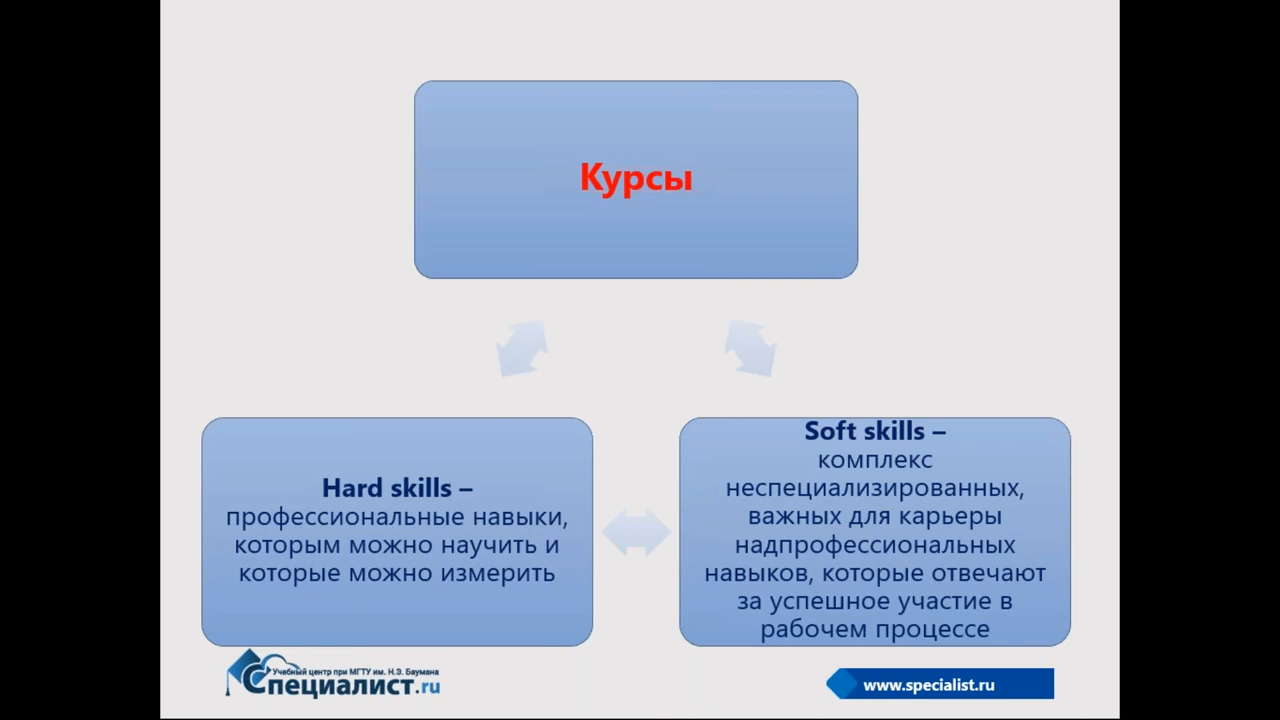 Курсы
Hard skills –
профессиональные навыки,
которым можно научить и
которые можно измерить
Soft skills –
комплекс
неспециализированных,
важных для карьеры
надпрофессиональных
навыков, которые отвечают
за успешное участие в
рабочем процессе
Учебный центр при МГТУ им. Н.Э. Баумана
Специалист.ru
www.specialist.ru